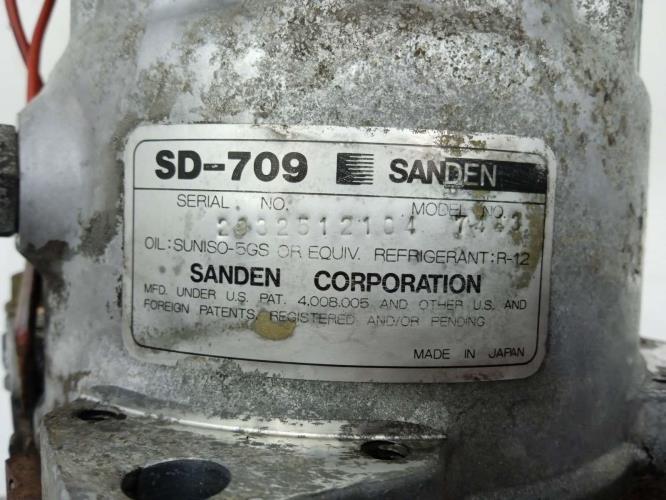 SD-709 SANDEN
SERIAL NO. MODEL NO.
OIL:SUNISO-5GS OR EQUIV. REFRIGERANT:R-12
SANDEN CORPORATION
MFD. UNDER U.S. PAT. 4.008.005 AND OTHER U.S. AND
FOREIGN PATENTS, REGISTERED AND/OR PENDING
MADE IN JAPAN